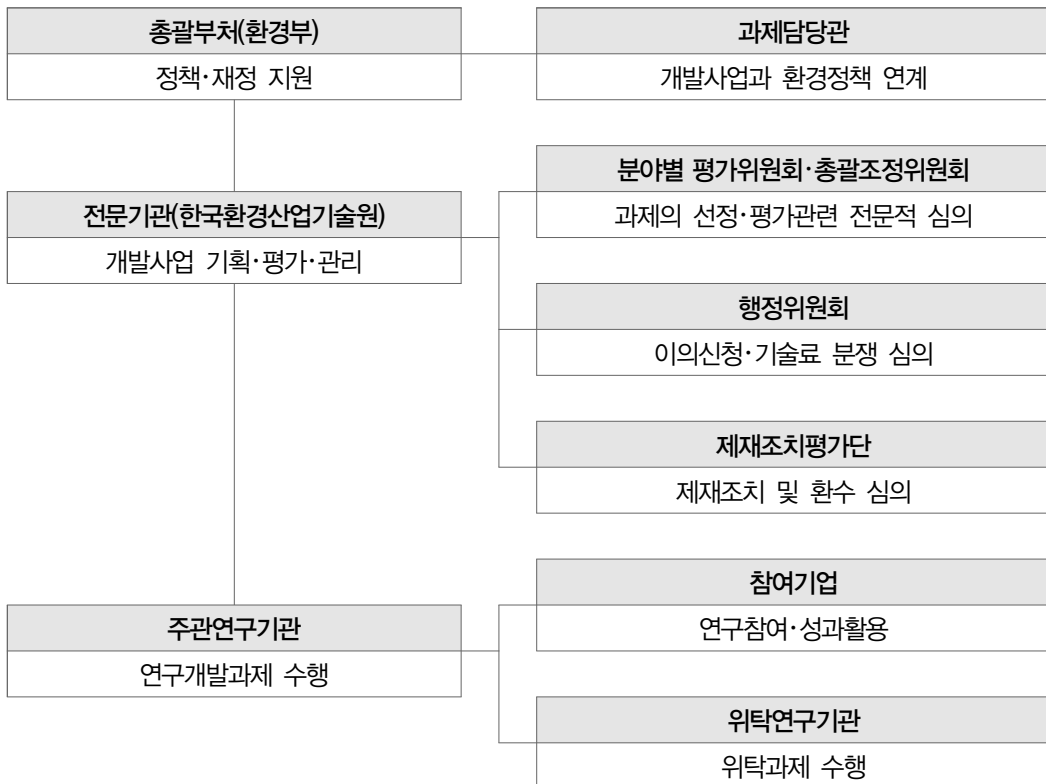 총괄부처(환경부)
정책·재정 지원
과제담당관
개발사업과 환경정책 연계
분야별 평가위원회·총괄조정위원회
과제의 선정·평가관련 전문적 심의
전문기관(한국환경산업기술원)
개발사업 기획·평가·관리
행정위원회
이의신청·기술료 분쟁 심의
제재조치평가단
제재조치 및 환수 심의
참여기업
연구참여·성과활용
주관연구기관
연구개발과제 수행
위탁연구기관
위탁과제 수행